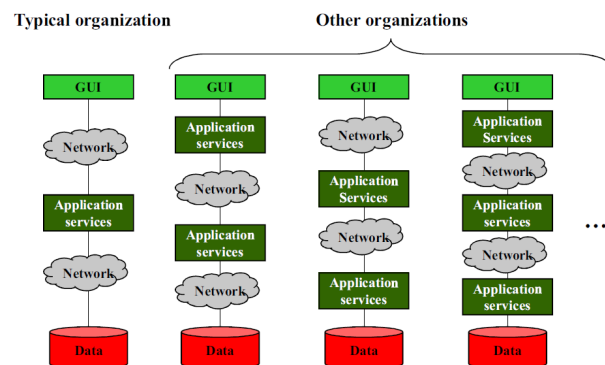 Typical organization
Other organizations
GUI
Network
Application
services
Network
Data
GUI
Application
services
Network
Application
services
Network
Data
GUI
Network
Application
Services
Network
Application
services
Data
GUI
Application
Services
Network
Application
services
Network
Application
services
Data
...